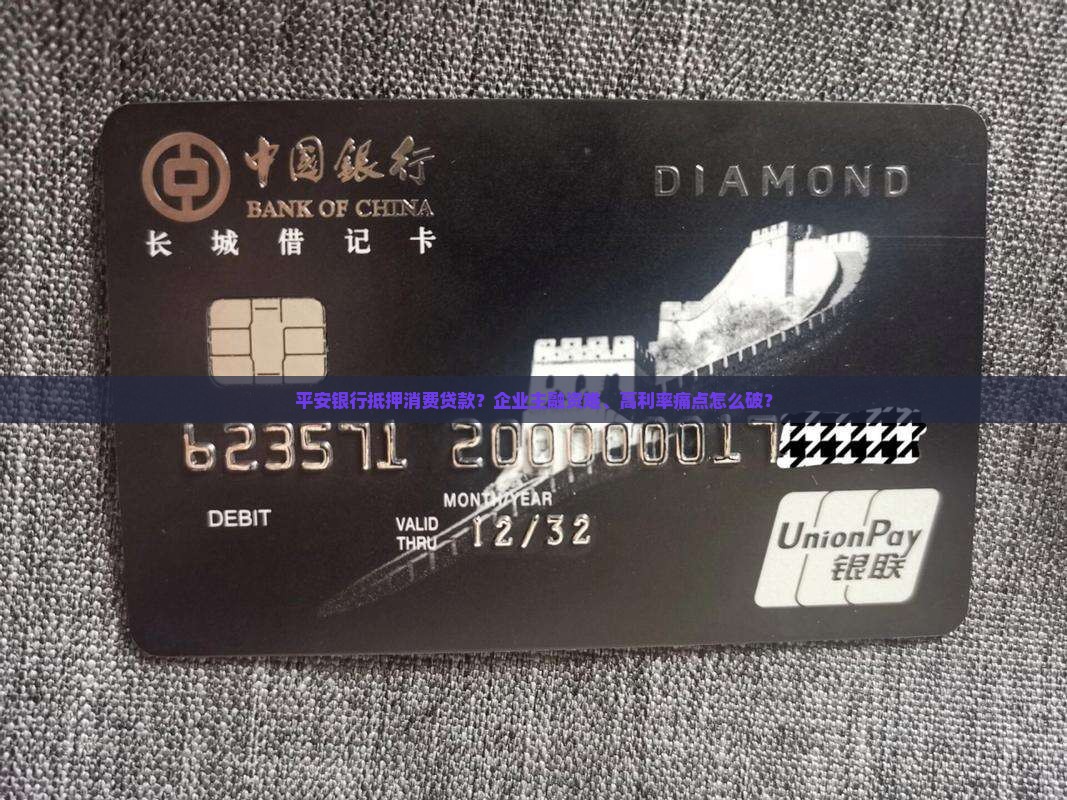 中国銀行
BANK OF CHINA
长城借记卡
DIAMOND
平安银行抵押消费贷款？企业主融资难、高利率痛点怎么破？
623571 2000000017
MONTH/YEAR
DEBIT
VALID THRU 12/32
UnionPay
银联